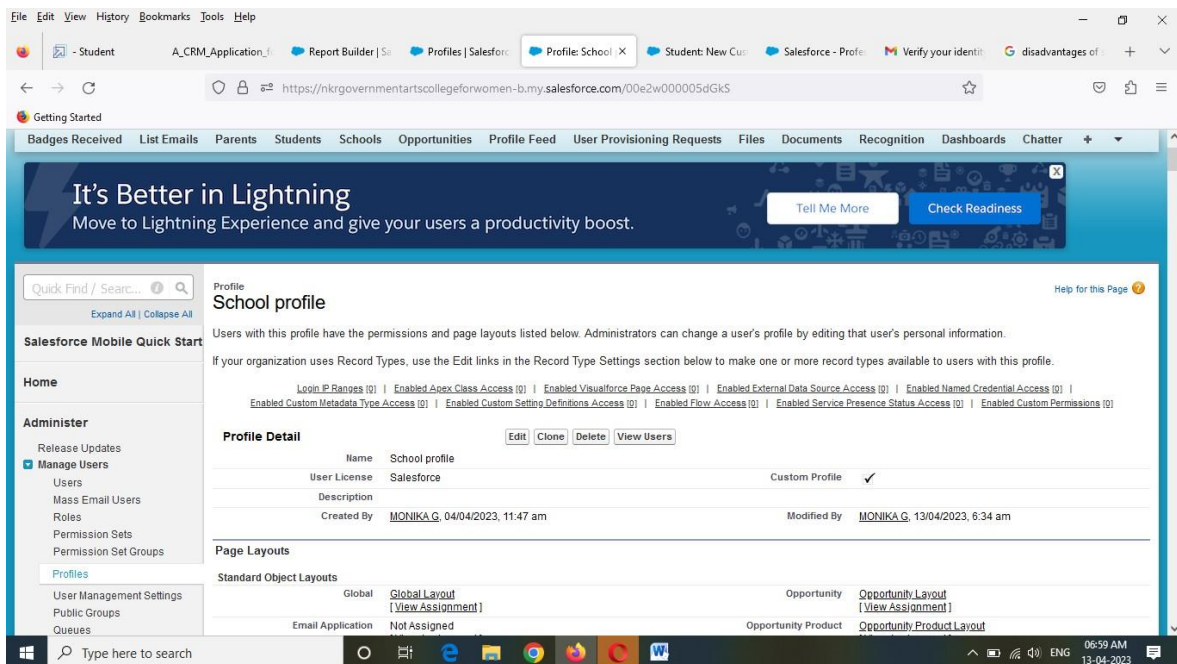 File Edit View History Bookmarks Tools Help
- Student A_CRM_Application_f Report Builder | Sa Profiles | Salesforc Profile: School Student: New Cus Salesforce - Profe Verify your identit disadvantages of
https://nkrgovernmentartscollegeforwomen-b.my.salesforce.com/00e2w000005dGkS
Getting Started
Badges Received List Emails Parents Students Schools Opportunities Profile Feed User Provisioning Requests Files Documents Recognition Dashboards Chatter +
It's Better in Lightning
Move to Lightning Experience and give your users a productivity boost.
Tell Me More Check Readiness X
Quick Find / Searc...
Expand All | Collapse All
Salesforce Mobile Quick Start
Home
Administer
Release Updates
Manage Users
Users
Mass Email Users
Roles
Permission Sets
Permission Set Groups
Profiles
User Management Settings
Public Groups
Queues
Profile
School profile
Help for this Page
Users with this profile have the permissions and page layouts listed below. Administrators can change a user's profile by editing that user's personal information.
If your organization uses Record Types, use the Edit links in the Record Type Settings section below to make one or more record types available to users with this profile.
Login IP Ranges [0] | Enabled Apex Class Access [0] | Enabled Visualforce Page Access [0] | Enabled External Data Source Access [0] | Enabled Named Credential Access [0] |
Enabled Custom Metadata Type Access [0] | Enabled Custom Setting Definitions Access [0] | Enabled Flow Access [0] | Enabled Service Presence Status Access [0] | Enabled Custom Permissions [0]
Profile Detail Edit Clone Delete View Users
Name School profile
User License Salesforce Custom Profile ✓
Description
Created By MONIKA G, 04/04/2023, 11:47 am Modified By MONIKA G, 13/04/2023, 6:34 am
Page Layouts
Standard Object Layouts
Global Global Layout Opportunity Opportunity Layout
[ View Assignment ] [ View Assignment ]
Email Application Not Assigned Opportunity Product Opportunity Product Layout
Type here to search
ENG 06:59 AM
13-04-2023